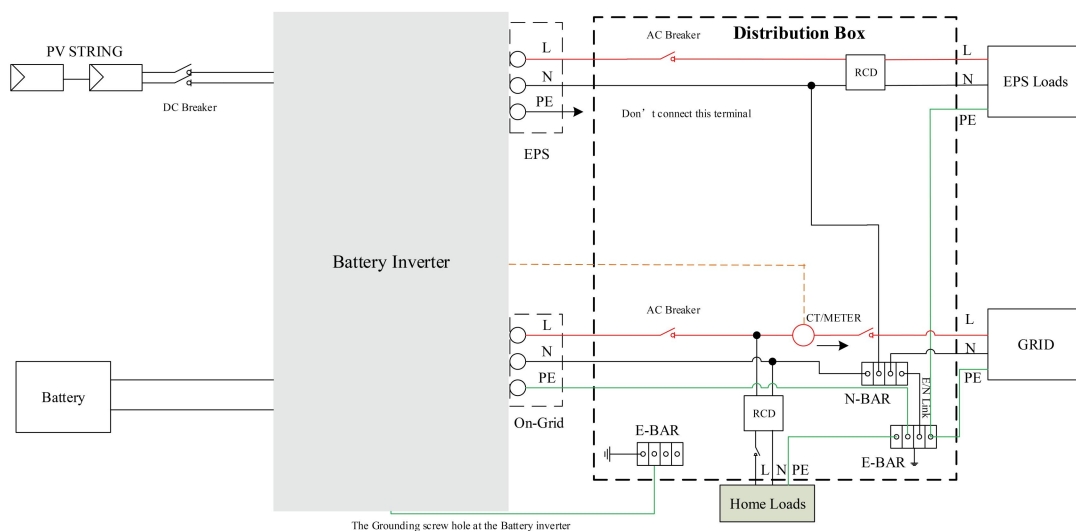 PV STRING
DC Breaker
Battery Inverter
Battery
L
N
PE
EPS
AC Breaker
Distribution Box
RCD
Don’t connect this terminal
L
N
PE
EPS Loads
L
N
PE
On-Grid
AC Breaker
CT/METER
L
N
PE
GRID
N-BAR
E/N Link
E-BAR
RCD
E-BAR
L N PE
Home Loads
The Grounding screw hole at the Battery inverter